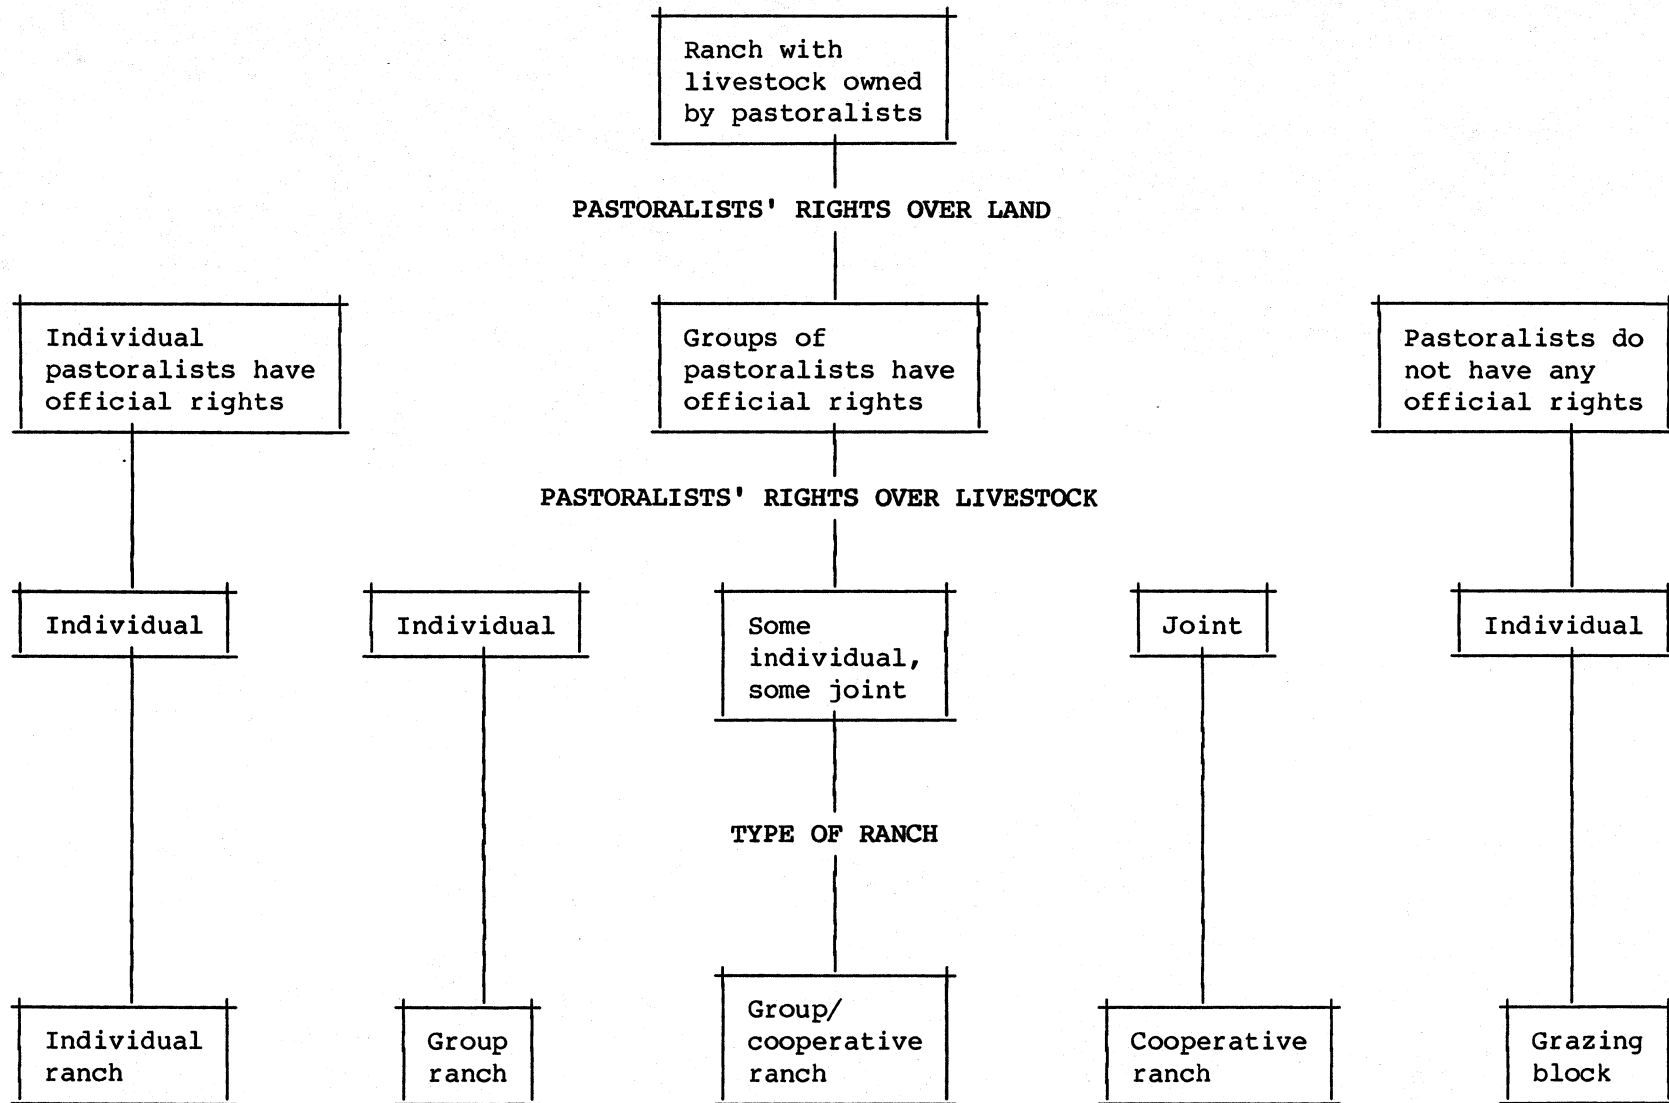 Ranch with
livestock owned
by pastoralists
PASTORALISTS' RIGHTS OVER LAND
Individual
pastoralists have
official rights
Groups of
pastoralists have
official rights
Pastoralists do
not have any
official rights
PASTORALISTS' RIGHTS OVER LIVESTOCK
Individual
Individual
Some
individual,
some joint
Joint
Individual
TYPE OF RANCH
Individual
ranch
Group
ranch
Group/
cooperative
ranch
Cooperative
ranch
Grazing
block